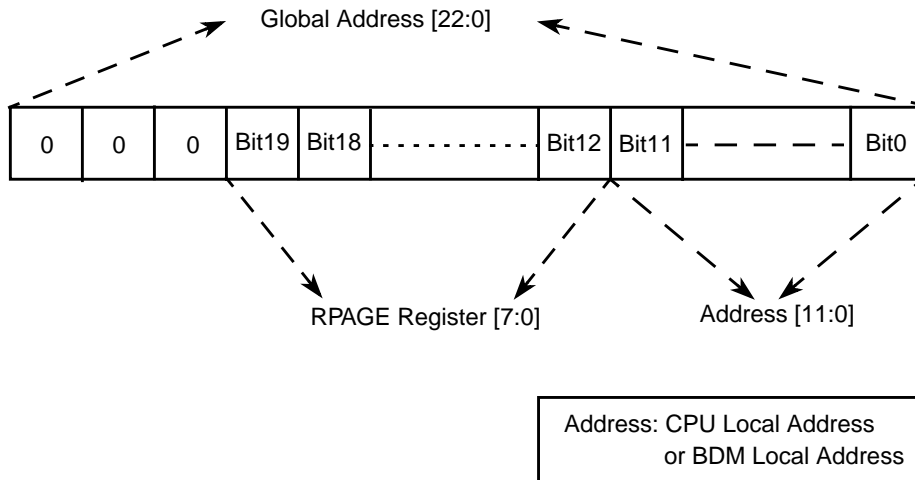 Global Address [22:0]
0 0 0 Bit19 Bit18 Bit12 Bit11 Bit0
RPAGE Register [7:0] Address [11:0]
Address: CPU Local Address
or BDM Local Address